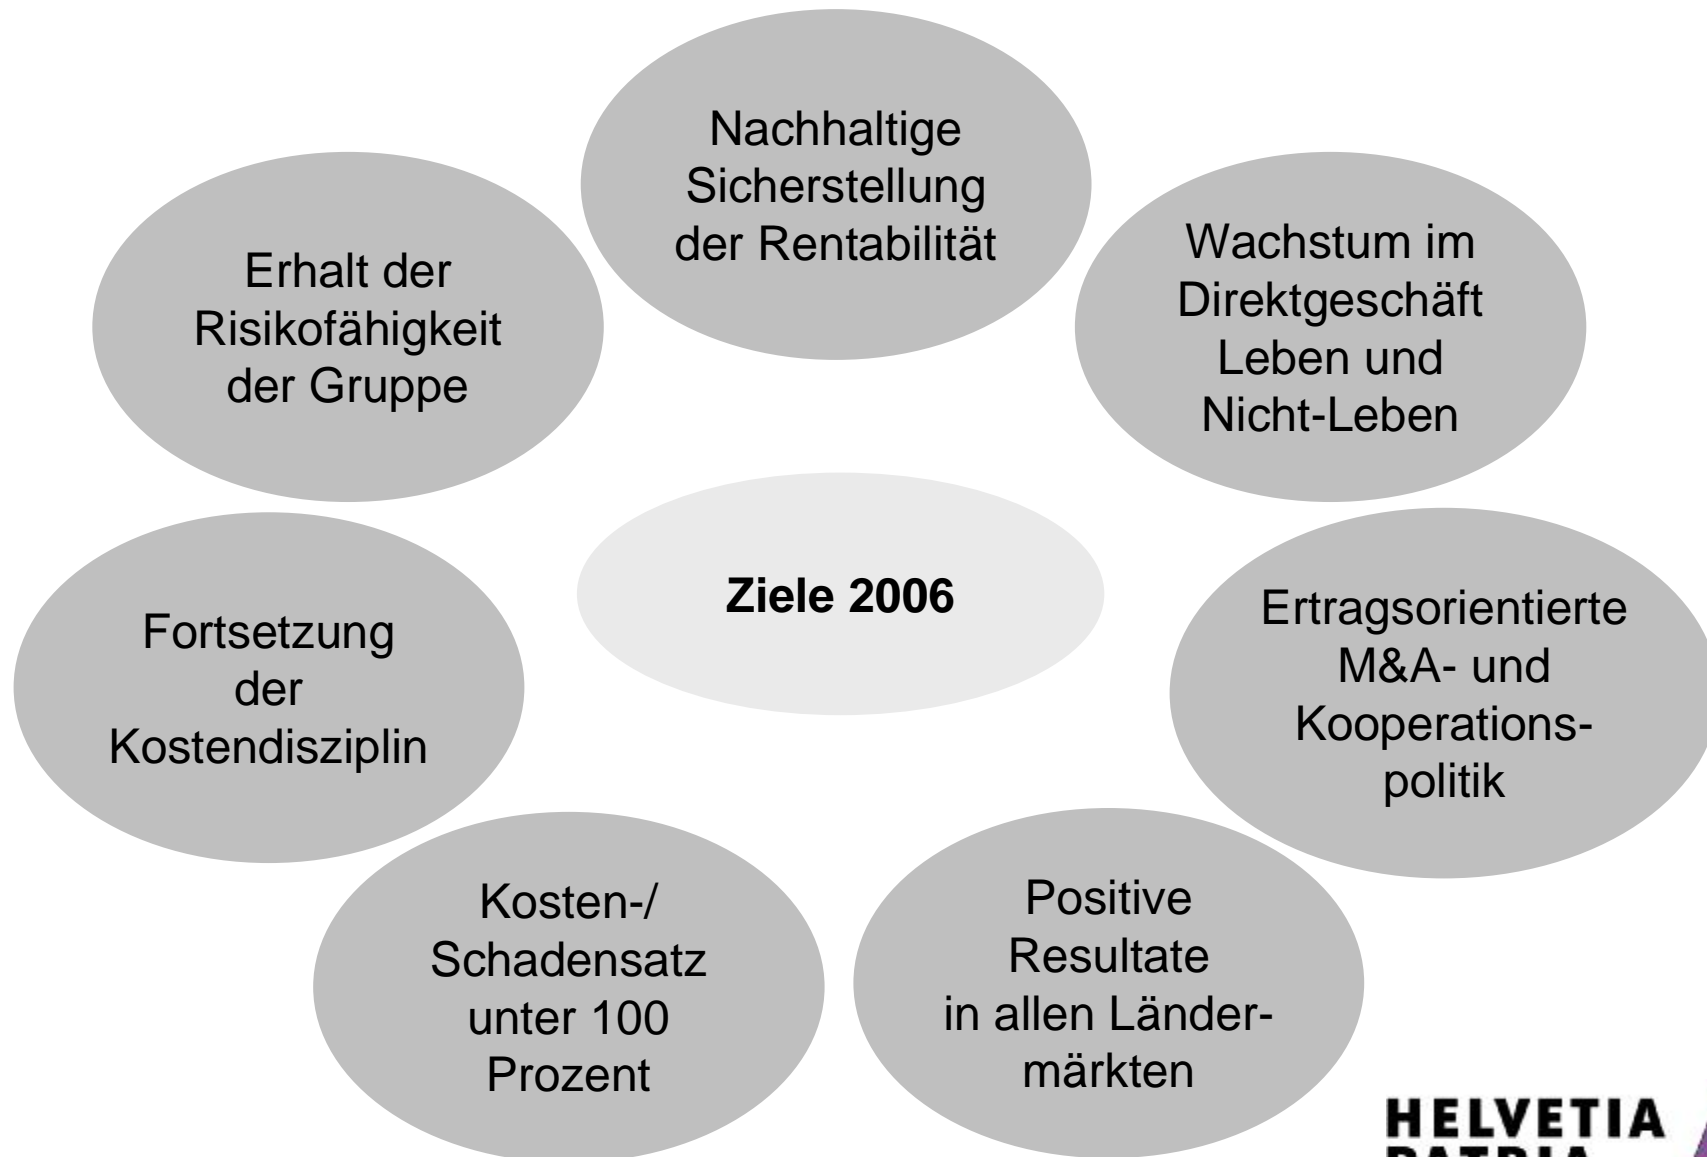 Nachhaltige
Sicherstellung
der Rentabilität
Erhalt der
Risikofähigkeit
der Gruppe
Wachstum im
Direktgeschäft
Leben und
Nicht-Leben
Ziele 2006
Fortsetzung
der
Kostendisziplin
Ertragsorientierte
M&A- und
Kooperations-
politik
Kosten-/
Schadensatz
unter 100
Prozent
Positive
Resultate
in allen Länder-
märkten
HELVETIA
PATRIA